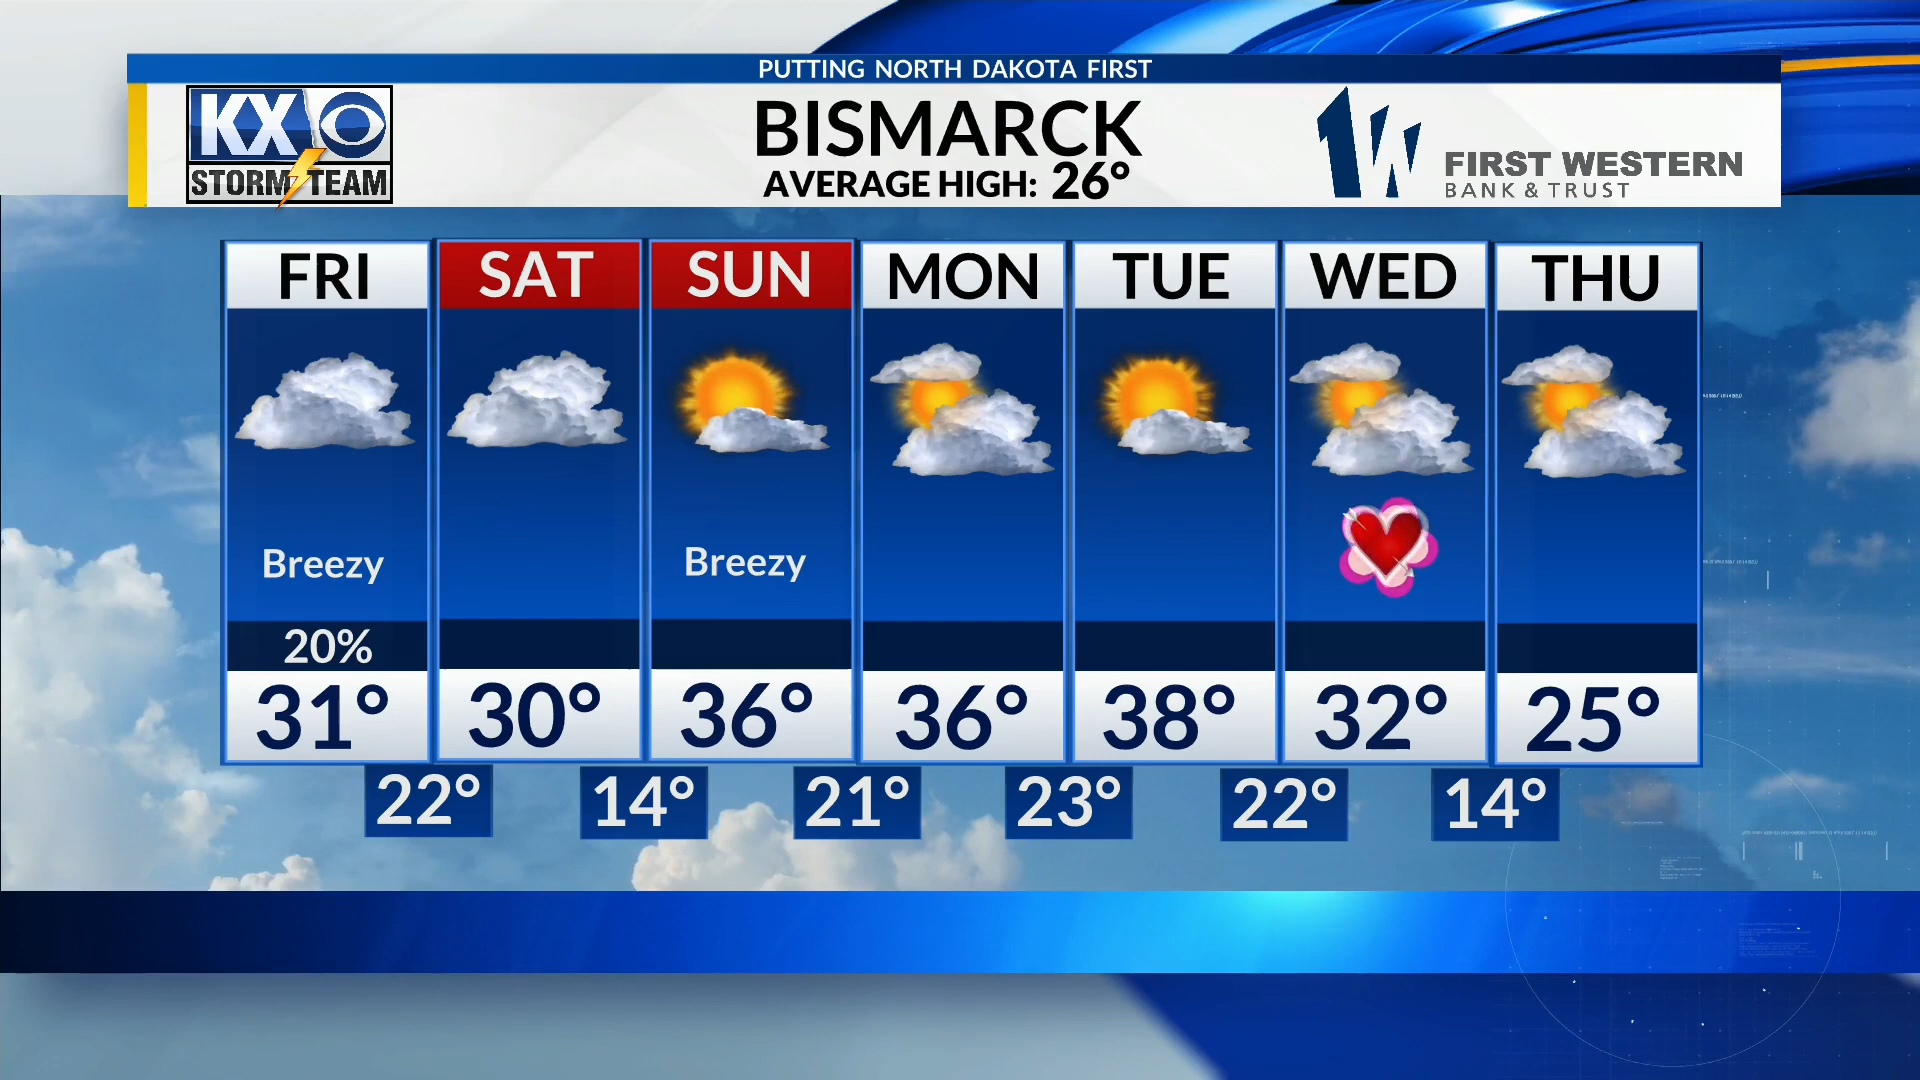 PUTTING NORTH DAKOTA FIRST
KX
STORM TEAM
BISMARCK
AVERAGE HIGH: 26°
1W
FIRST WESTERN
BANK & TRUST
FRI SAT SUN MON TUE WED THU
Breezy Breezy
20%
31° 30° 36° 36° 38° 32° 25°
22° 14° 21° 23° 22° 14°